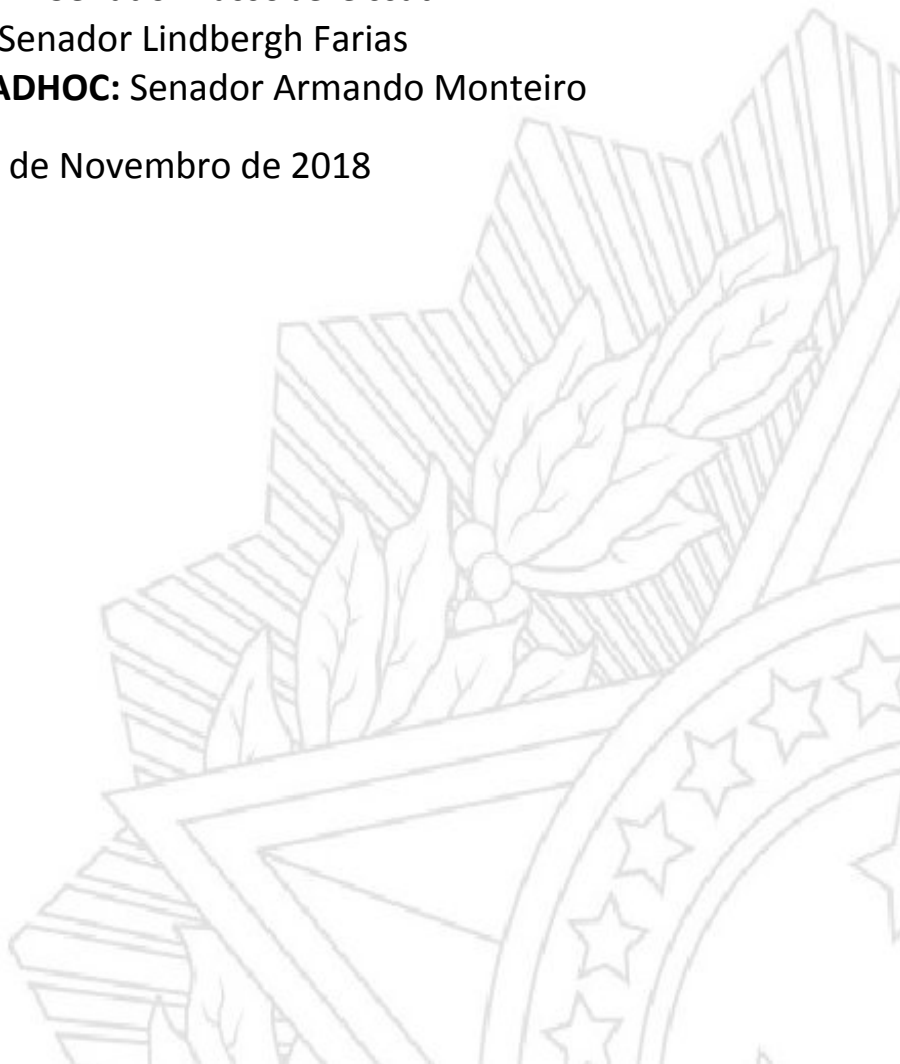 Senador Lindbergh Farias
ADHOC: Senador Armando Monteiro
de Novembro de 2018